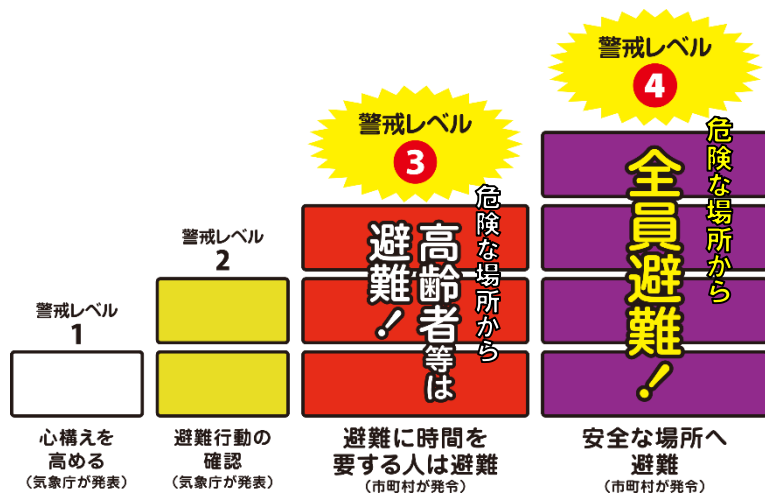 警戒レベル
1
心構えを
高める
(気象庁が発表)
警戒レベル
2
避難行動の
確認
(気象庁が発表)
警戒レベル
3
危険な場所から
高齢者等は
避難!
避難に時間を
要する人は避難
(市町村が発令)
警戒レベル
4
危険な場所から
全員避難!
安全な場所へ
避難
(市町村が発令)